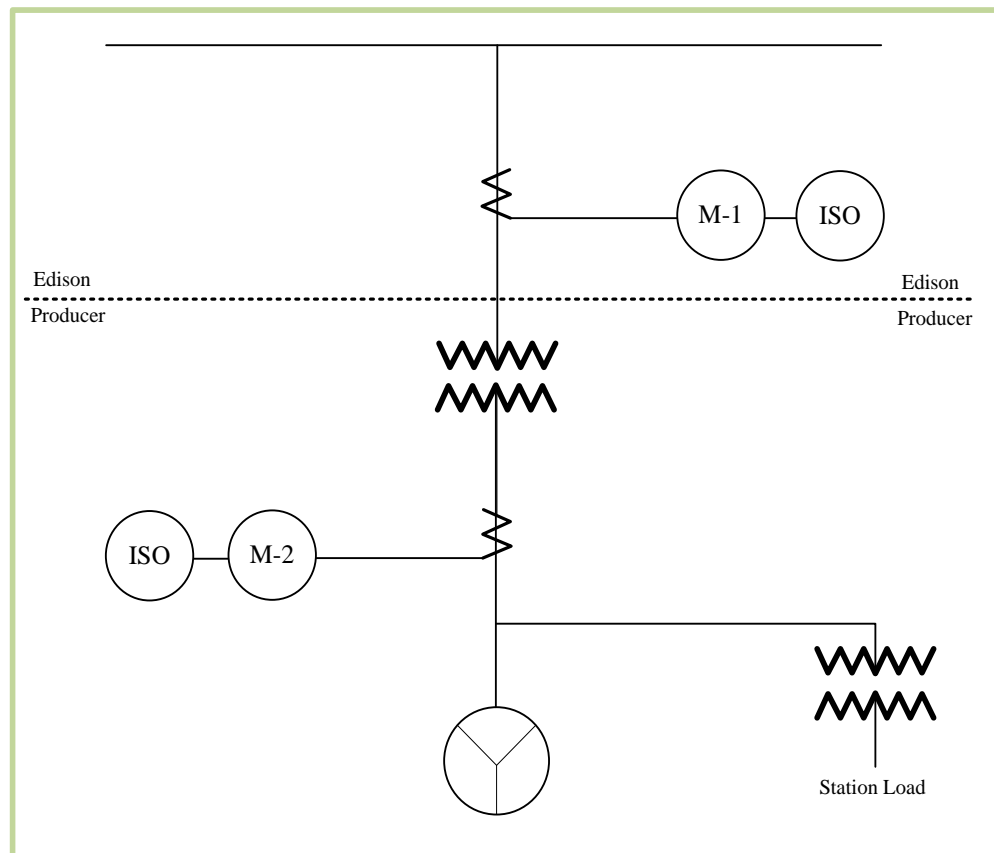 M-1
ISO
Edison
Edison
Producer
Producer
ISO
M-2
Station Load